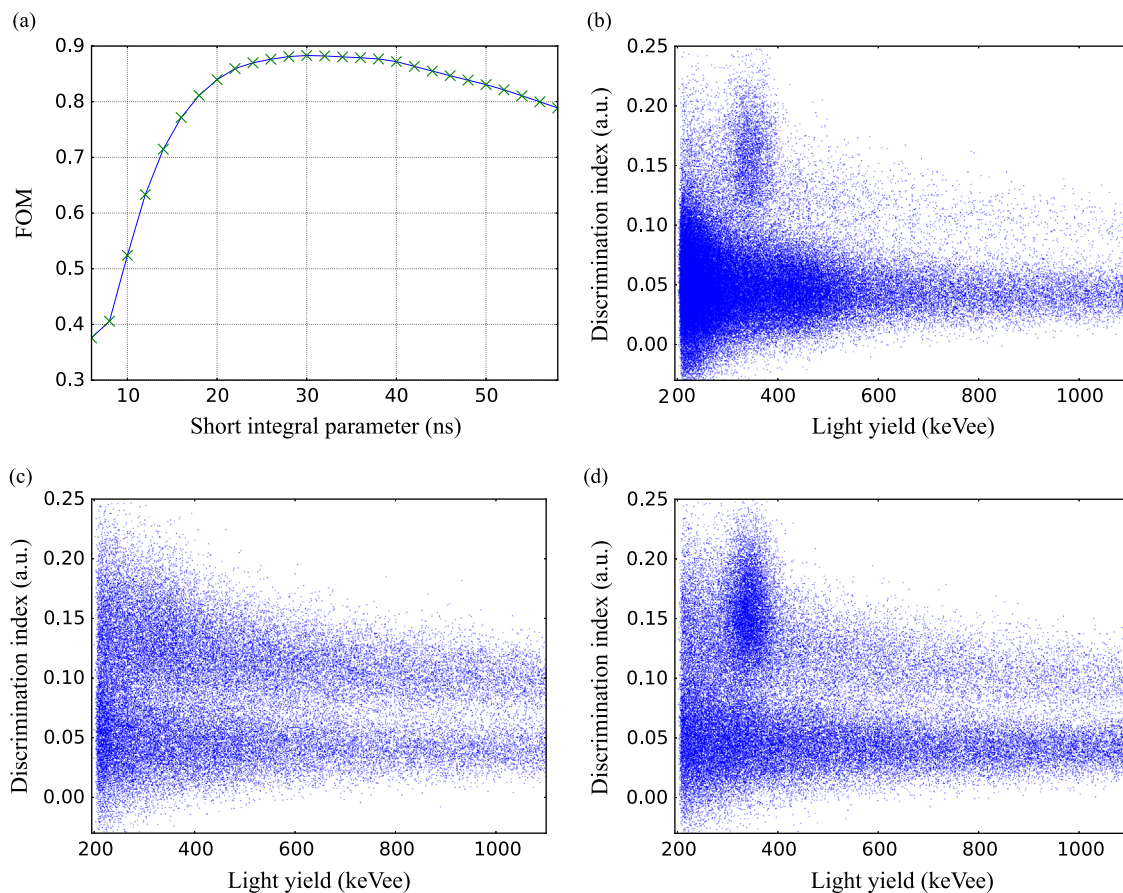 (a)
0.9
0.8
0.7
0.6
0.5
0.4
0.3
FOM
10 20 30 40 50
Short integral parameter (ns)
(b)
0.25
0.20
0.15
0.10
0.05
0.00
Discrimination index (a.u.)
200 400 600 800 1000
Light yield (keVee)
(c)
0.25
0.20
0.15
0.10
0.05
0.00
Discrimination index (a.u.)
200 400 600 800 1000
Light yield (keVee)
(d)
0.25
0.20
0.15
0.10
0.05
0.00
Discrimination index (a.u.)
200 400 600 800 1000
Light yield (keVee)